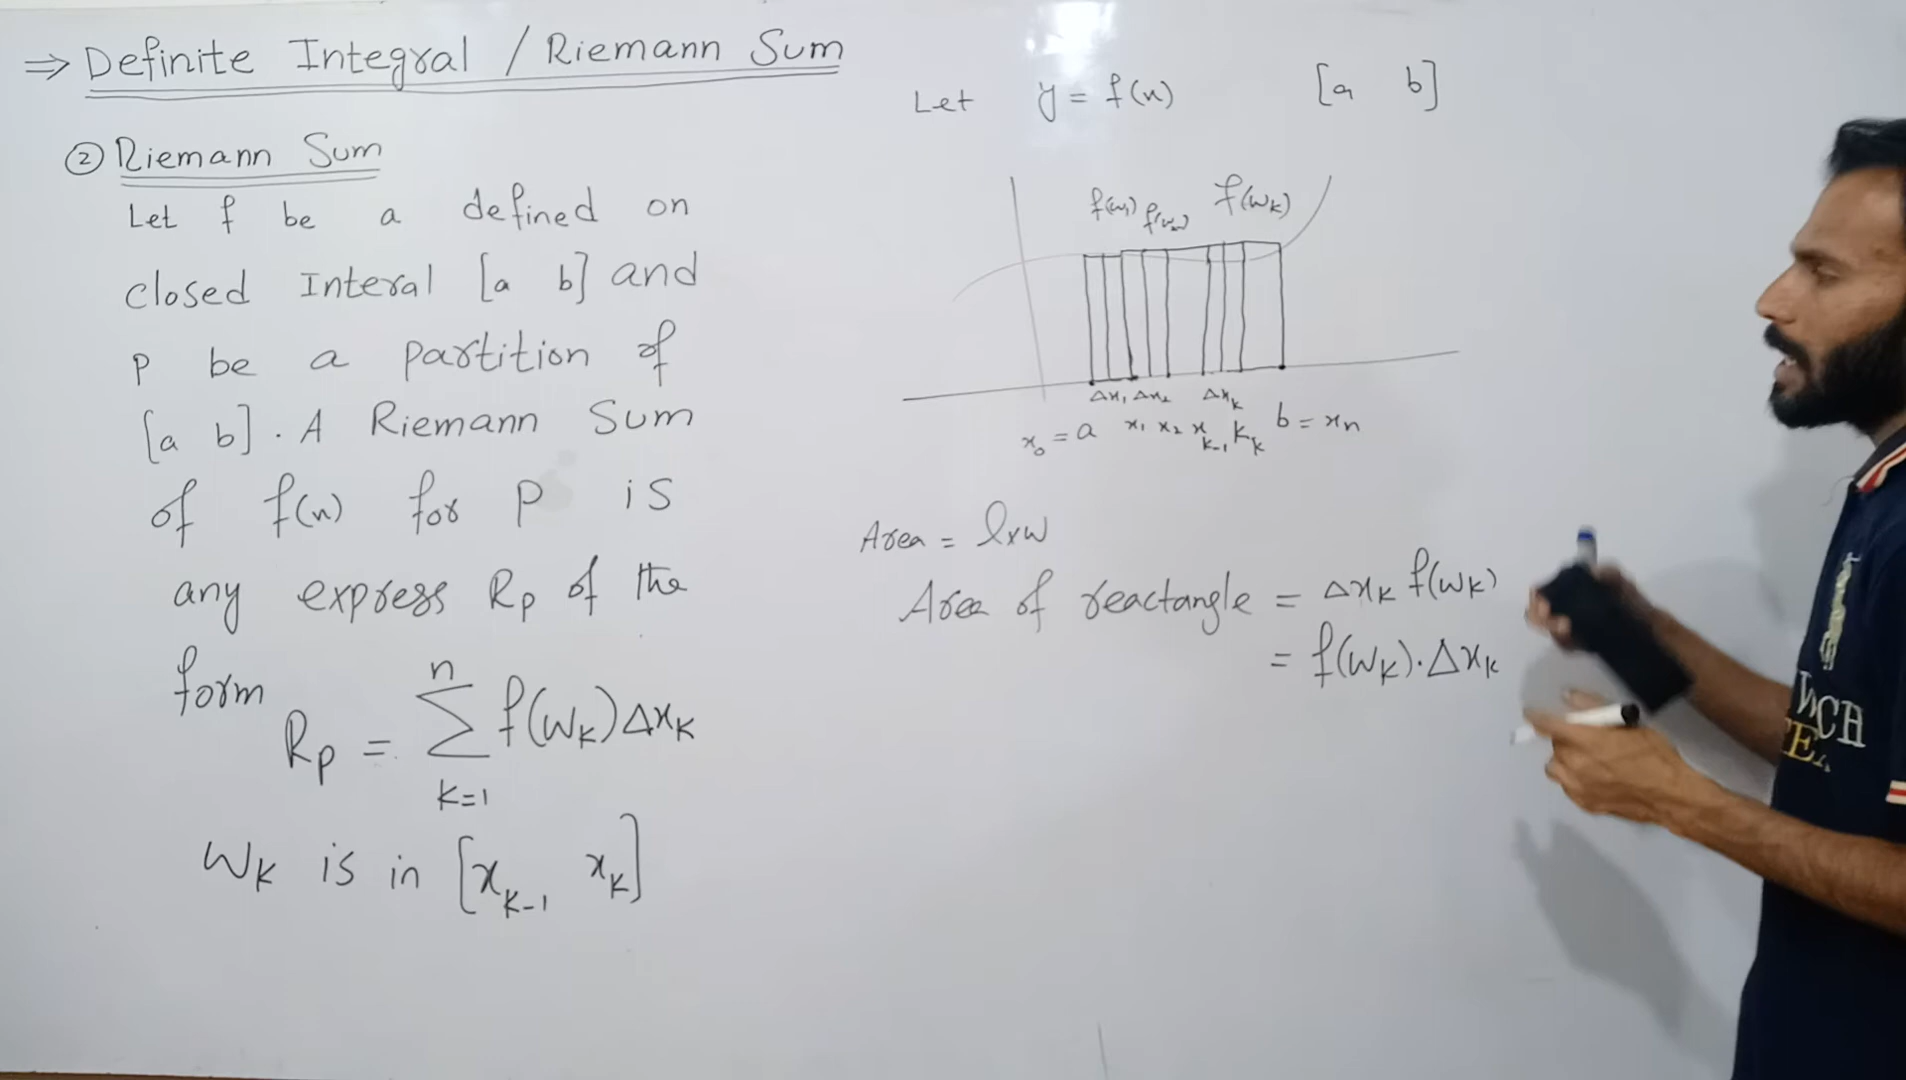 ⇒ Definite Integral / Riemann Sum
② Riemann Sum
Let f be a defined on
closed Interal [a b] and
P be a partition of
[a b] . A Riemann Sum
of f(x) for P is
any express Rp of the
form
Rp = ∑ₖ₌₁ⁿ f(wₖ)Δxₖ
wₖ is in [xₖ₋₁ xₖ]
Let y = f(x) [a b]
f(w₁) f(w₂) f(wₖ)
Δx₁ Δx₂ Δxₖ
x₀ = a x₁ x₂ xₖ₋₁ kₖ b = xₙ
Area = l×w
Area of reactangle = Δxₖ f(wₖ)
= f(wₖ).Δxₖ